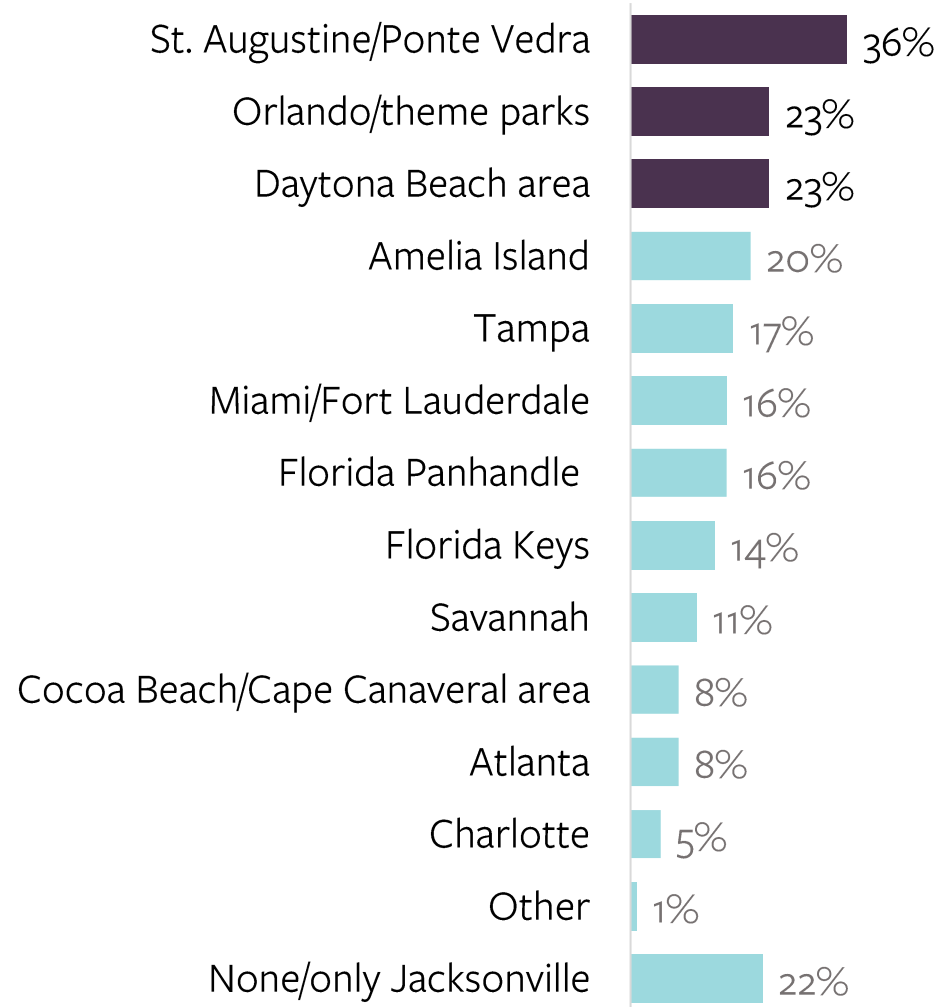 St. Augustine/Ponte Vedra 36%
Orlando/theme parks 23%
Daytona Beach area 23%
Amelia Island 20%
Tampa 17%
Miami/Fort Lauderdale 16%
Florida Panhandle 16%
Florida Keys 14%
Savannah 11%
Cocoa Beach/Cape Canaveral area 8%
Atlanta 8%
Charlotte 5%
Other 1%
None/only Jacksonville 22%